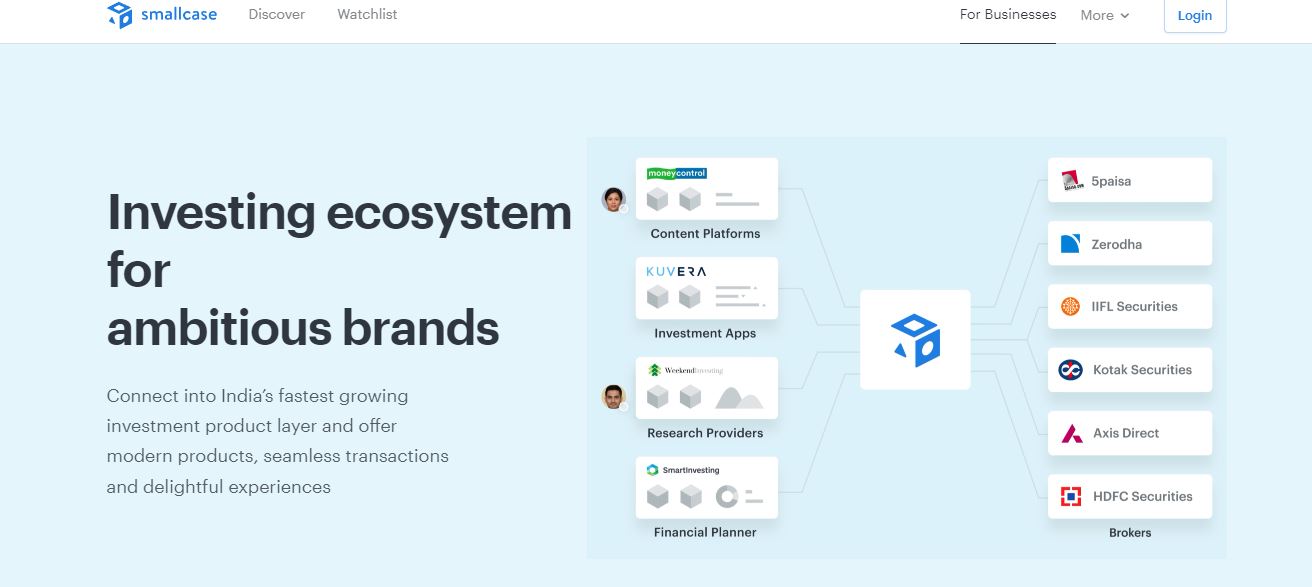 smallcase
Discover
Watchlist
For Businesses
More
Login
Investing ecosystem
for
ambitious brands
Connect into India’s fastest growing
investment product layer and offer
modern products, seamless transactions
and delightful experiences
moneycontrol
Content Platforms
KUVERA
Investment Apps
WeekendInvesting
Research Providers
SmartInvesting
Financial Planner
5paisa
Zerodha
IIFL Securities
Kotak Securities
Axis Direct
HDFC Securities
Brokers